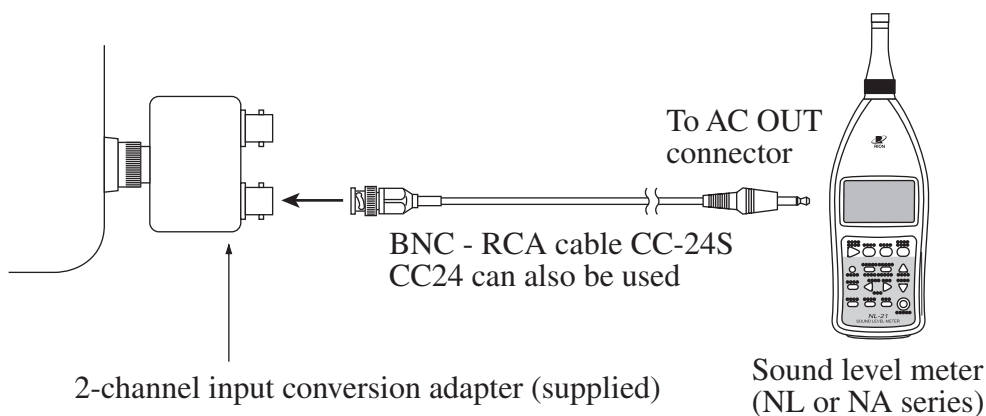 To AC OUT
connector
RION
BNC - RCA cable CC-24S
CC24 can also be used
NL-21
SOUND LEVEL METER
2-channel input conversion adapter (supplied)
Sound level meter
(NL or NA series)